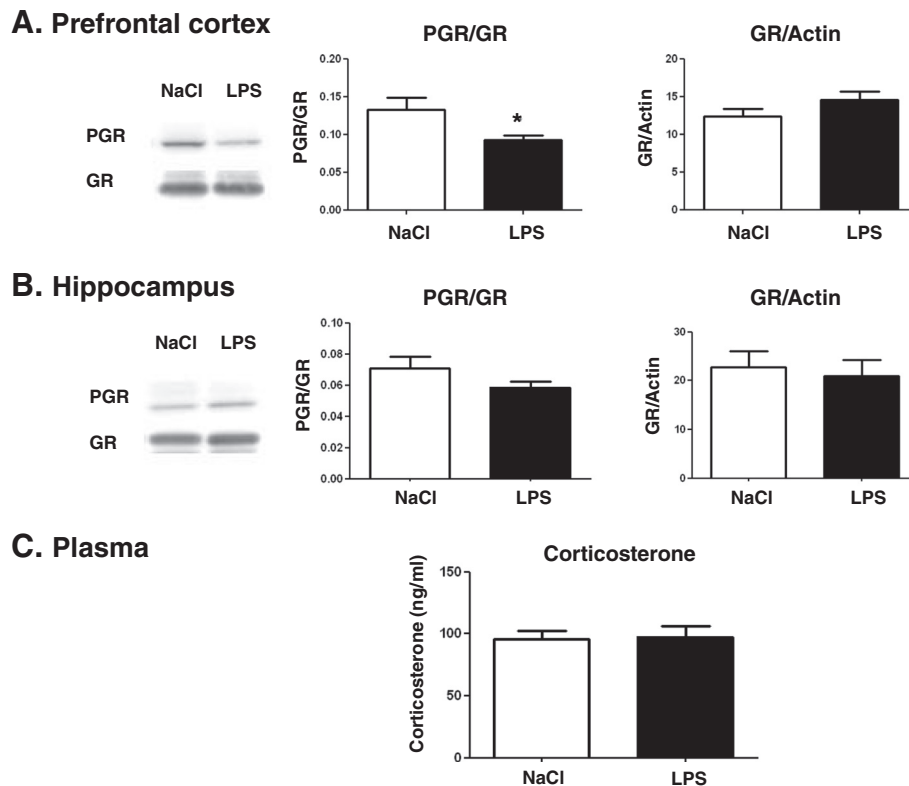 A. Prefrontal cortex
NaCl LPS
PGR
GR
PGR/GR
PGR/GR
0.20
0.15
0.10
0.05
0.00
*
NaCl LPS
GR/Actin
GR/Actin
20
15
10
5
0
NaCl LPS
B. Hippocampus
NaCl LPS
PGR
GR
PGR/GR
PGR/GR
0.10
0.08
0.06
0.04
0.02
0.00
NaCl LPS
GR/Actin
GR/Actin
30
20
10
0
NaCl LPS
C. Plasma
Corticosterone
Corticosterone (ng/ml)
150
100
50
0
NaCl LPS